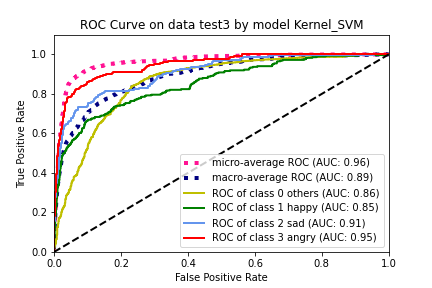 ROC Curve on data test3 by model Kernel_SVM
True Positive Rate
1.0
0.8
0.6
0.4
0.2
0.0
micro-average ROC (AUC: 0.96)
macro-average ROC (AUC: 0.89)
ROC of class 0 others (AUC: 0.86)
ROC of class 1 happy (AUC: 0.85)
ROC of class 2 sad (AUC: 0.91)
ROC of class 3 angry (AUC: 0.95)
0.0 0.2 0.4 0.6 0.8 1.0
False Positive Rate